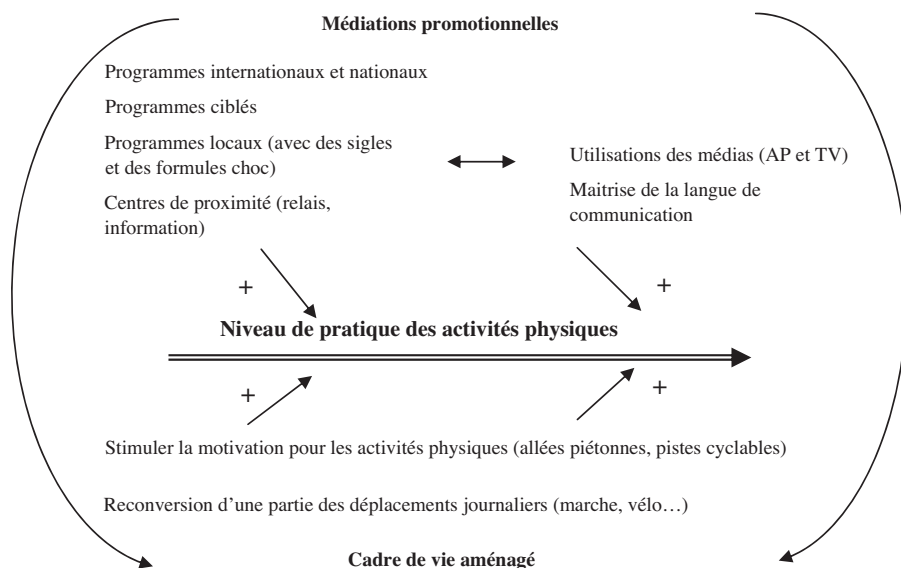 Médiations promotionnelles
Programmes internationaux et nationaux
Programmes ciblés
Programmes locaux (avec des sigles
et des formules choc)
Centres de proximité (relais,
information)
Utilisations des médias (AP et TV)
Maitrise de la langue de
communication
+
+
Niveau de pratique des activités physiques
+
+
Stimuler la motivation pour les activités physiques (allées piétonnes, pistes cyclables)
Reconversion d’une partie des déplacements journaliers (marche, vélo…)
Cadre de vie aménagé